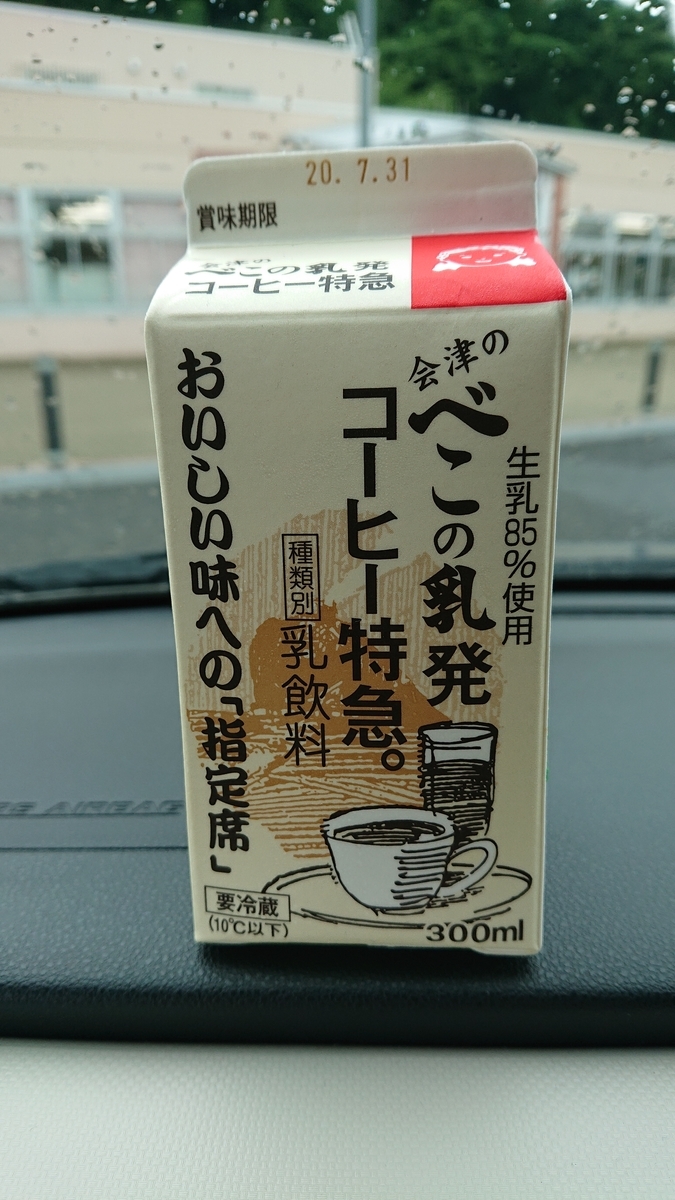 20. 7.31
賞味期限
会津の
べこの乳発
コーヒー特急
生乳85%使用
会津の
べこの乳発
コーヒー特急。
種類別
乳飲料
おいしい味への「指定席」
要冷蔵
(10℃以下)
300ml
AIRBAG